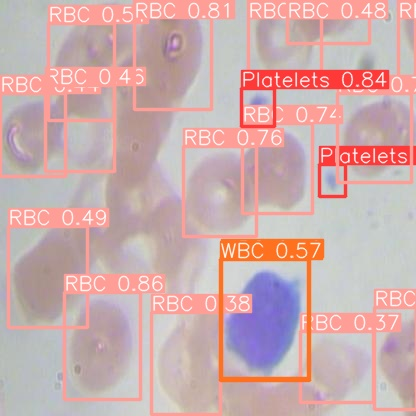 RBC 0.81
RBC 0.48
RBC 0.46
Platelets 0.84
RBC 0.74
RBC 0.76
Platelets
RBC 0.49
WBC 0.57
RBC 0.86
RBC
RBC 0.38
RBC 0.37